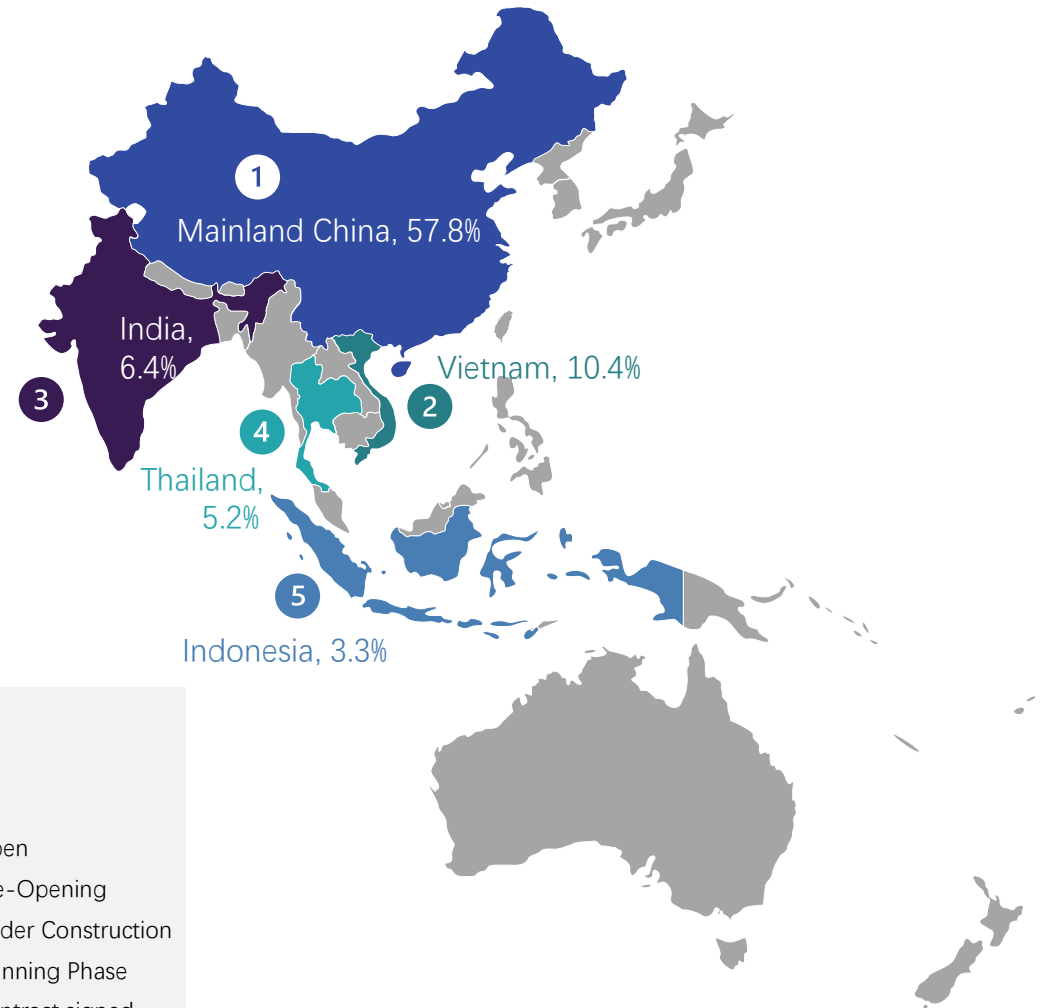 1
Mainland China, 57.8%
India,
6.4%
3
Vietnam, 10.4%
2
4
Thailand,
5.2%
5
Indonesia, 3.3%
en
e-Opening
der Construction
nning Phase